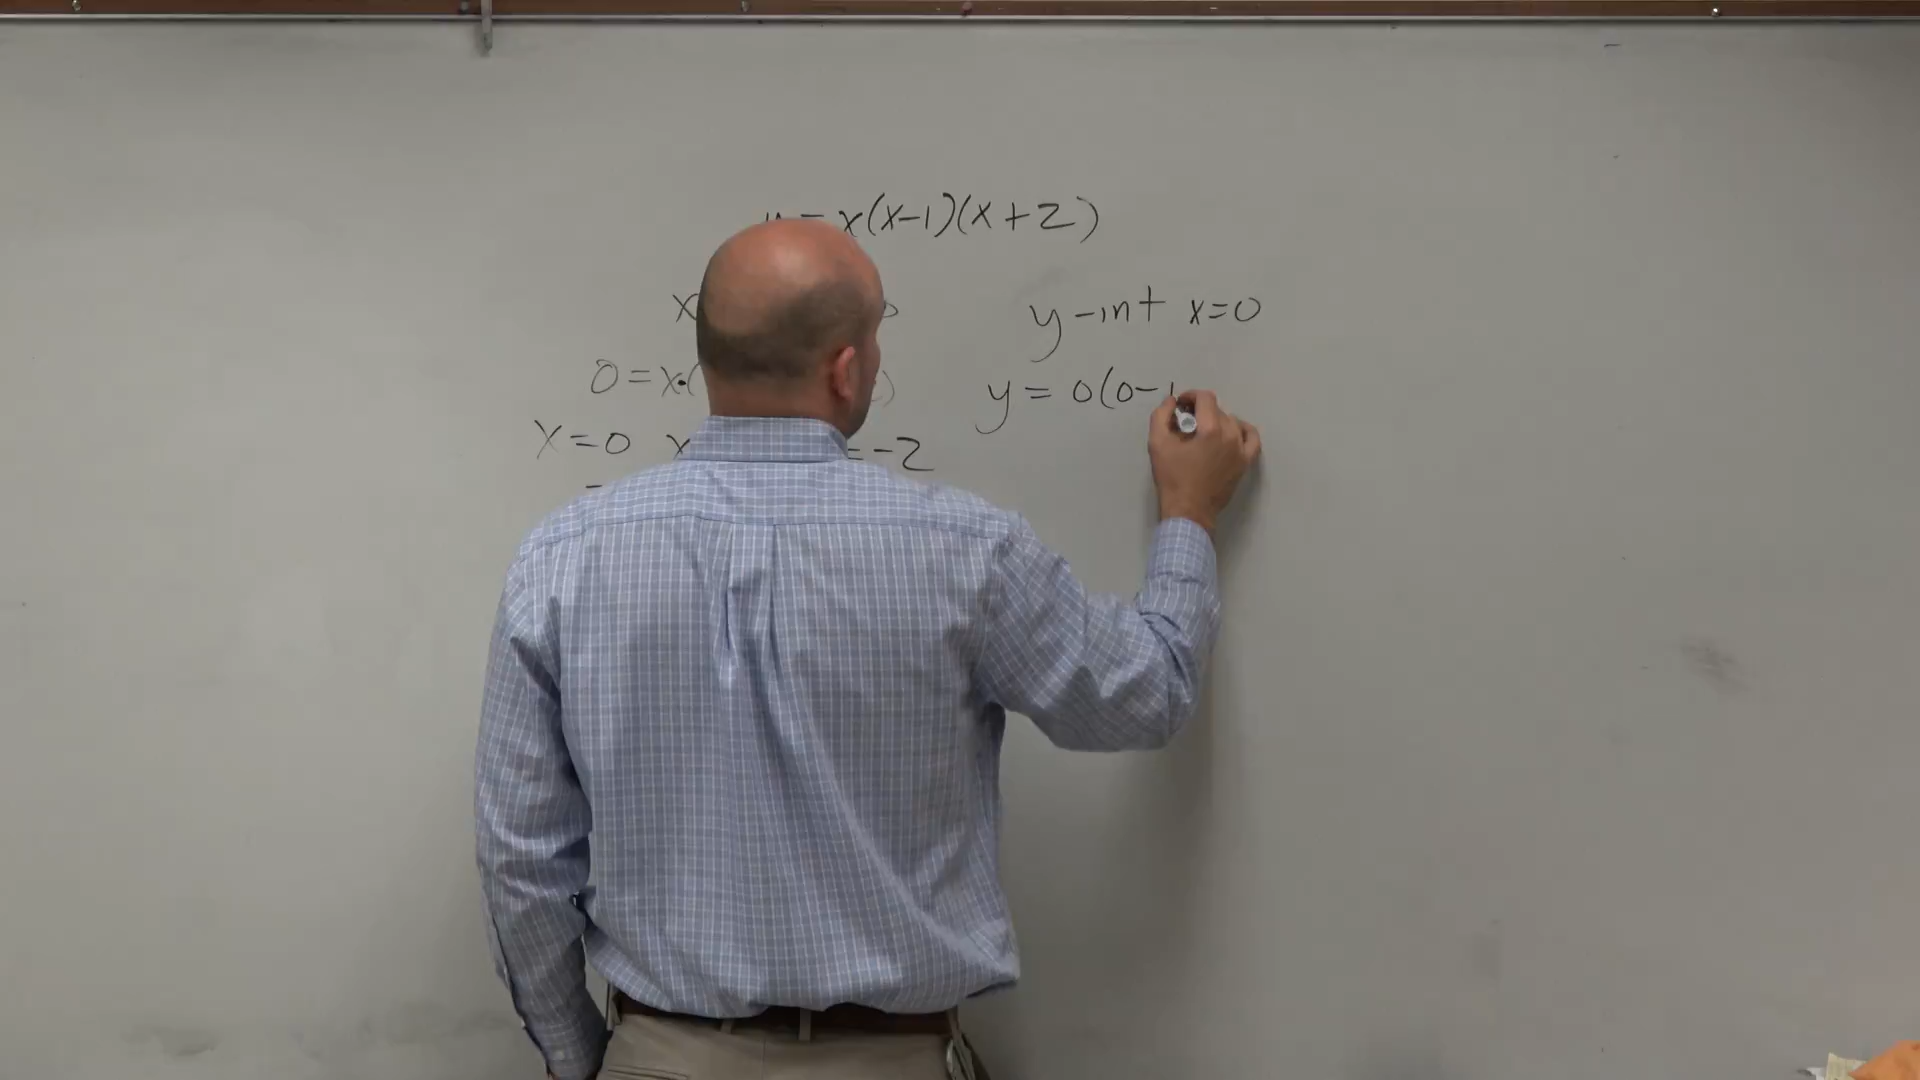 = x(x-1)(x+2)
y-int x=0
0=x·(
y = 0(0-1
x=0 x =-2